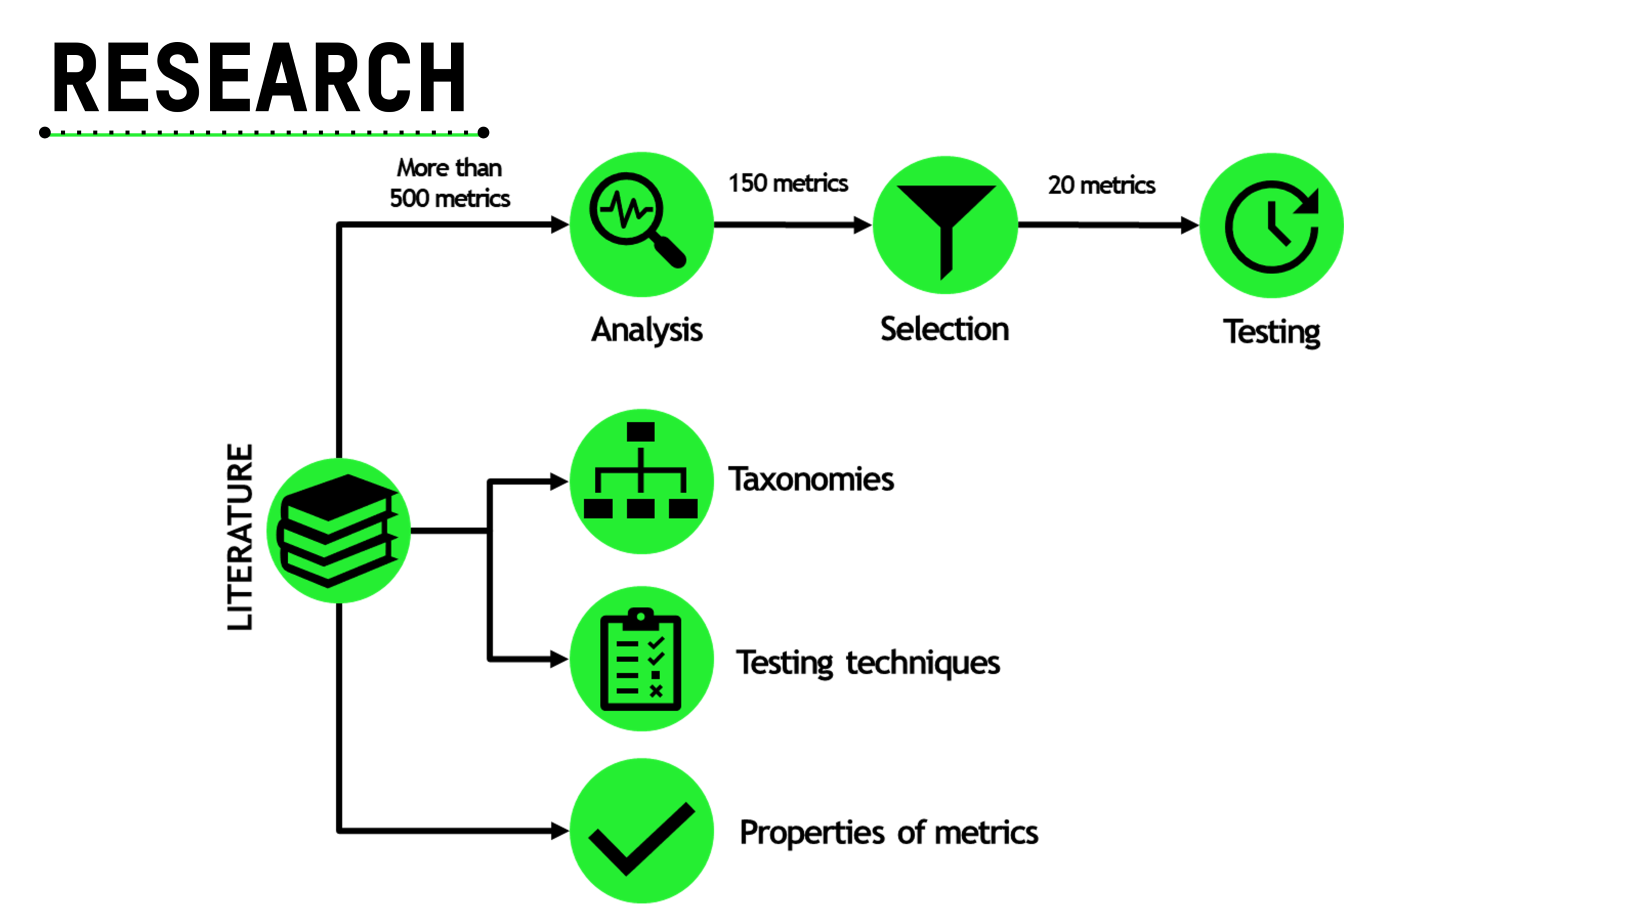 RESEARCH
More than
500 metrics
150 metrics
20 metrics
Analysis
Selection
Testing
LITERATURE
Taxonomies
Testing techniques
Properties of metrics